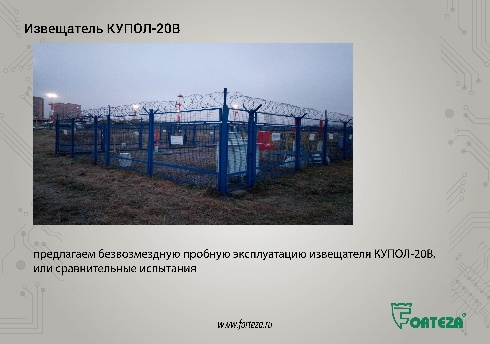 Извещатель КУПОЛ-20В
предлагаем безвозмездную пробную эксплуатацию извещателя КУПОЛ-20В,
или сравнительные испытания
www.forteza.ru
FORTEZA